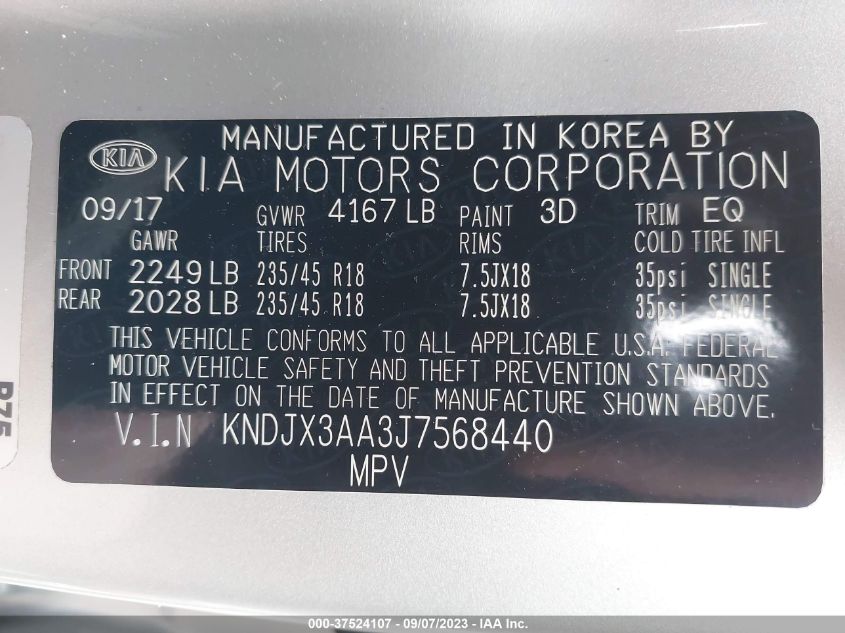 MANUFACTURED IN KOREA BY
KIA KIA MOTORS CORPORATION
09/17 GVWR 4167 LB PAINT 3D TRIM EQ
GAWR TIRES RIMS COLD TIRE INFL
FRONT 2249 LB 235/45 R18 7.5JX18 35psi SINGLE
REAR 2028 LB 235/45 R18 7.5JX18 35psi SINGLE
THIS VEHICLE CONFORMS TO ALL APPLICABLE U.S.A. FEDERAL
MOTOR VEHICLE SAFETY AND THEFT PREVENTION STANDARDS
IN EFFECT ON THE DATE OF MANUFACTURE SHOWN ABOVE.
V.I.N KNDJX3AA3J7568440
MPV
000-37524107 - 09/07/2023 - IAA Inc.